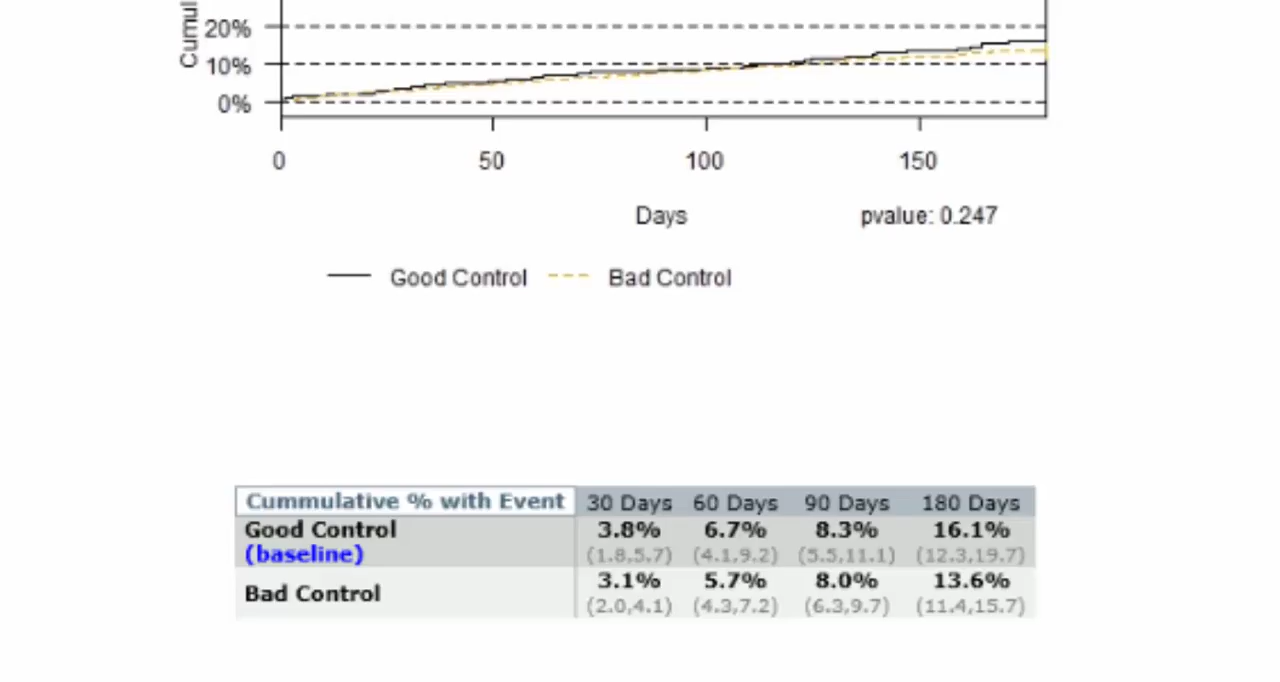 Cumul
20%
10%
0%
0 50 100 150
Days pvalue: 0.247
Good Control Bad Control
Cummulative % with Event 30 Days 60 Days 90 Days 180 Days
Good Control 3.8% 6.7% 8.3% 16.1%
(baseline) (1.8,5.7) (4.1,9.2) (5.5,11.1) (12.3,19.7)
Bad Control 3.1% 5.7% 8.0% 13.6%
(2.0,4.1) (4.3,7.2) (6.3,9.7) (11.4,15.7)